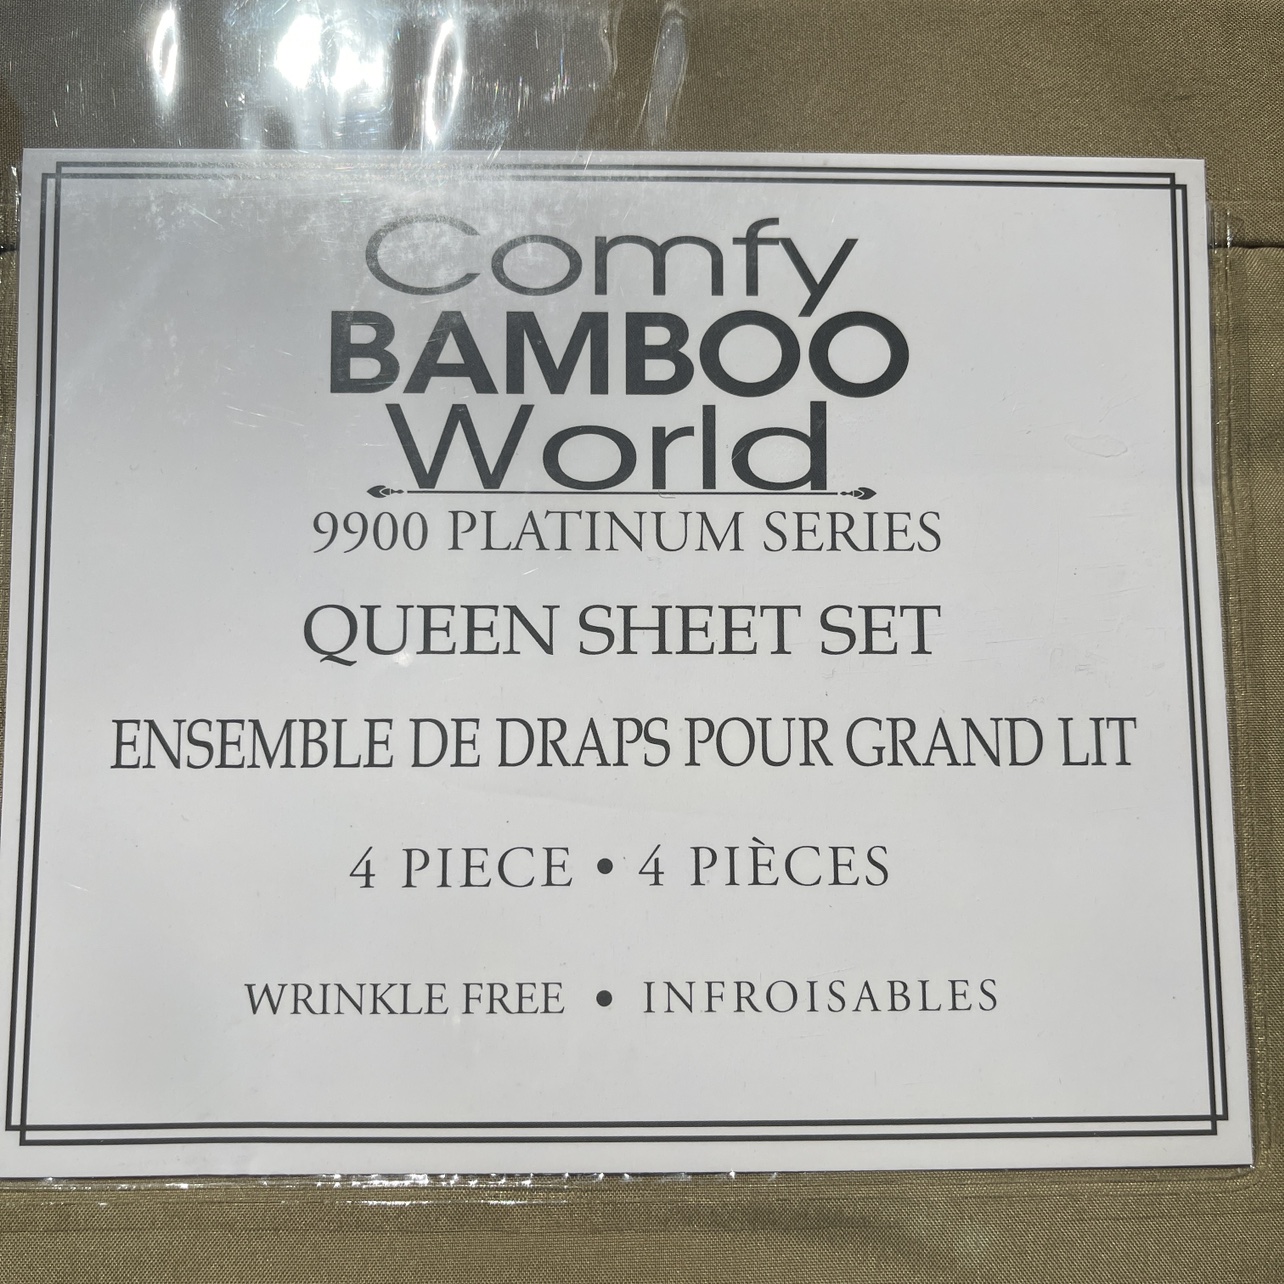 Comfy
BAMBOO
World
9900 PLATINUM SERIES
QUEEN SHEET SET
ENSEMBLE DE DRAPS POUR GRAND LIT
4 PIECE • 4 PIÈCES
WRINKLE FREE • INFROISABLES